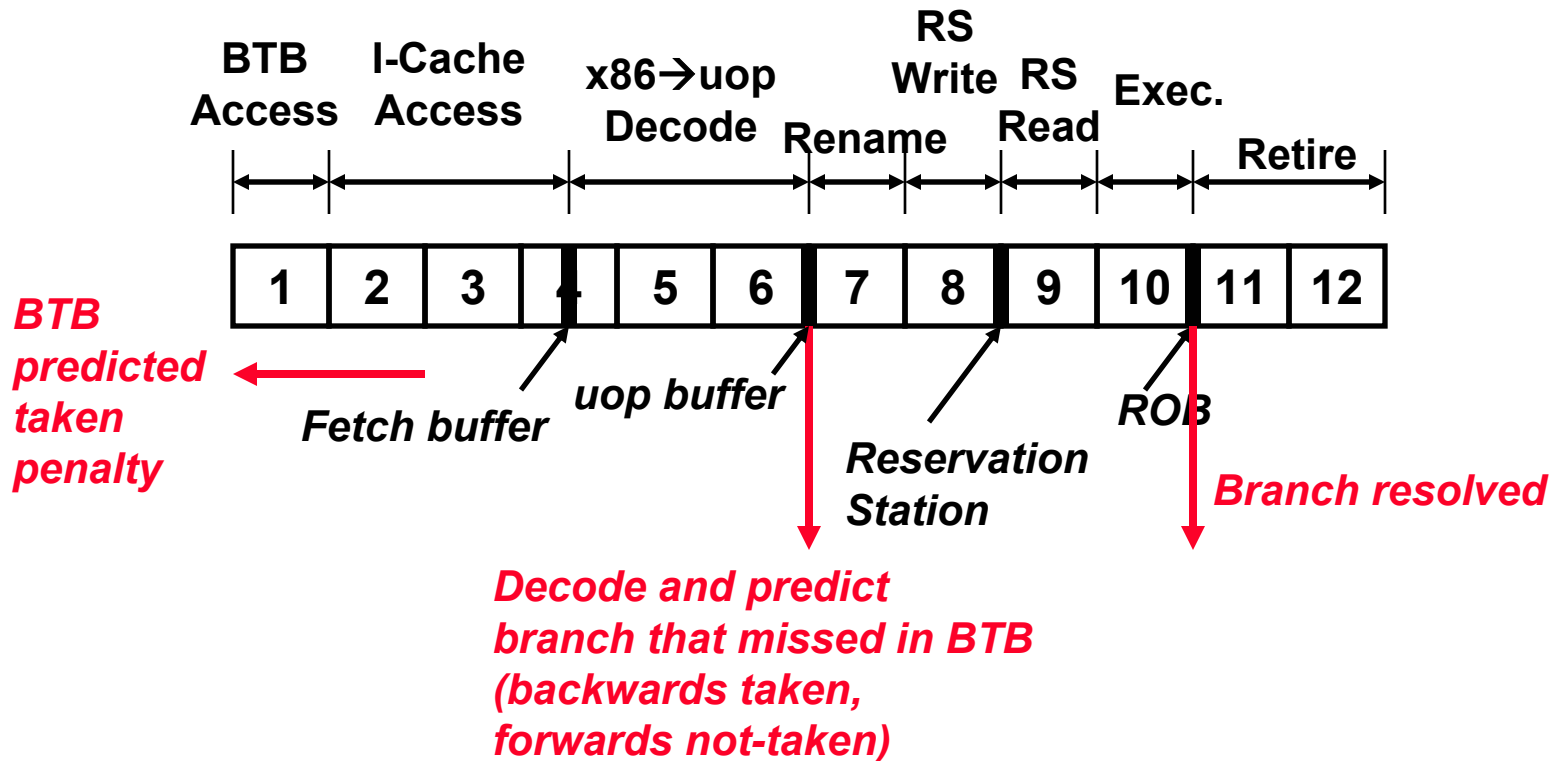 BTB
Access
I-Cache
Access
x86→uop
Decode
Rename
RS
Write
RS
Read
Exec.
Retire
1 2 3 4 5 6 7 8 9 10 11 12
BTB
predicted
taken
penalty
Fetch buffer
uop buffer
Reservation
Station
ROB
Branch resolved
Decode and predict
branch that missed in BTB
(backwards taken,
forwards not-taken)